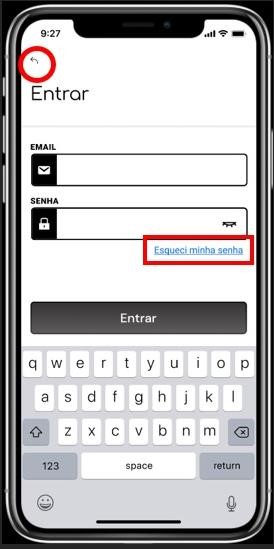 9:27
Entrar
EMAIL
SENHA
Esqueci minha senha
Entrar
q w e r t y u i o p
a s d f g h j k l
z x c v b n m
123 space return